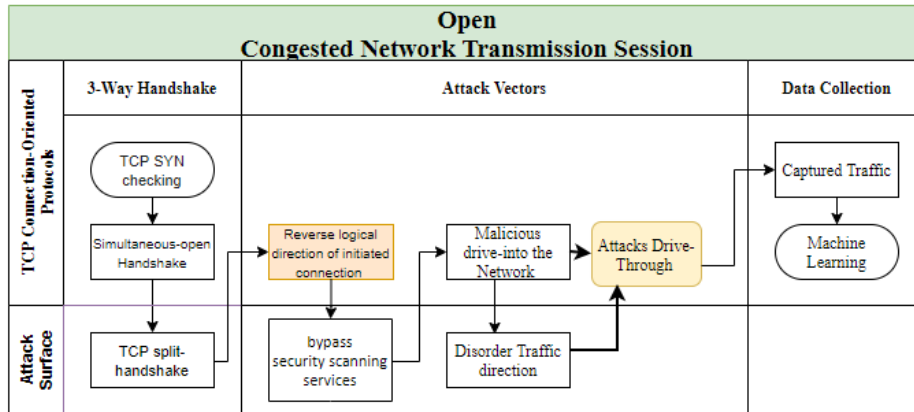 Open
Congested Network Transmission Session
3-Way Handshake
Attack Vectors
Data Collection
TCP Connection-Oriented
Protocols
TCP SYN
checking
Simultaneous-open
Handshake
Reverse logical
direction of initiated
connection
Malicious
drive-into the
Network
Attacks Drive-
Through
Captured Traffic
Machine
Learning
Attack
Surface
TCP split-
handshake
bypass
security scanning
services
Disorder Traffic
direction